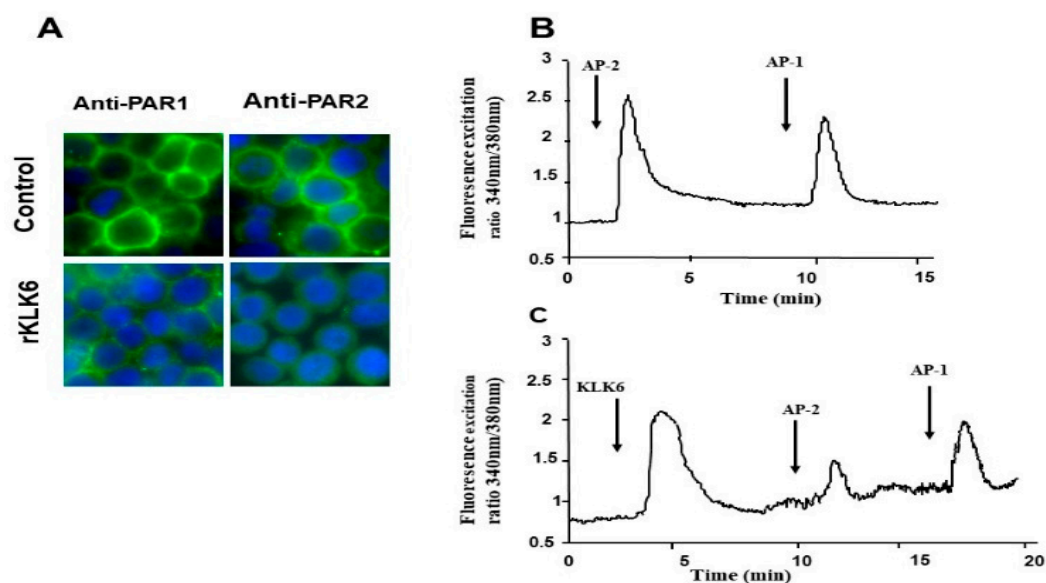 A
Anti-PAR1
Anti-PAR2
Control
rKLK6
B
Fluoresence excitation
ratio 340nm/380nm)
3
2.5
2
1.5
1
0.5
AP-2
AP-1
0
5
10
15
Time (min)
C
Fluoresence excitation
ratio 340nm/380nm)
3
2.5
2
1.5
1
0.5
KLK6
AP-2
AP-1
0
5
10
15
20
Time (min)